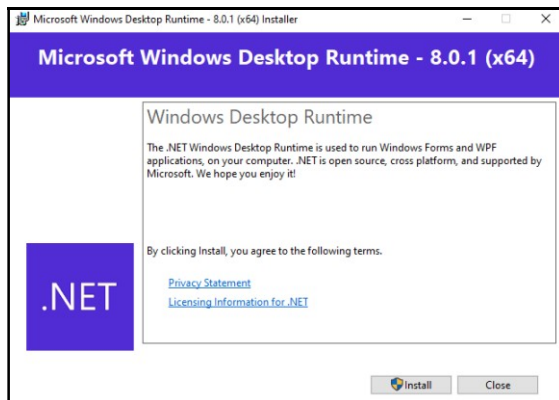 Microsoft Windows Desktop Runtime - 8.0.1 (x64) Installer
Microsoft Windows Desktop Runtime - 8.0.1 (x64)
Windows Desktop Runtime
The .NET Windows Desktop Runtime is used to run Windows Forms and WPF
applications, on your computer. .NET is open source, cross platform, and supported by
Microsoft. We hope you enjoy it!
By clicking Install, you agree to the following terms.
Privacy Statement
Licensing Information for .NET
.NET
Install
Close